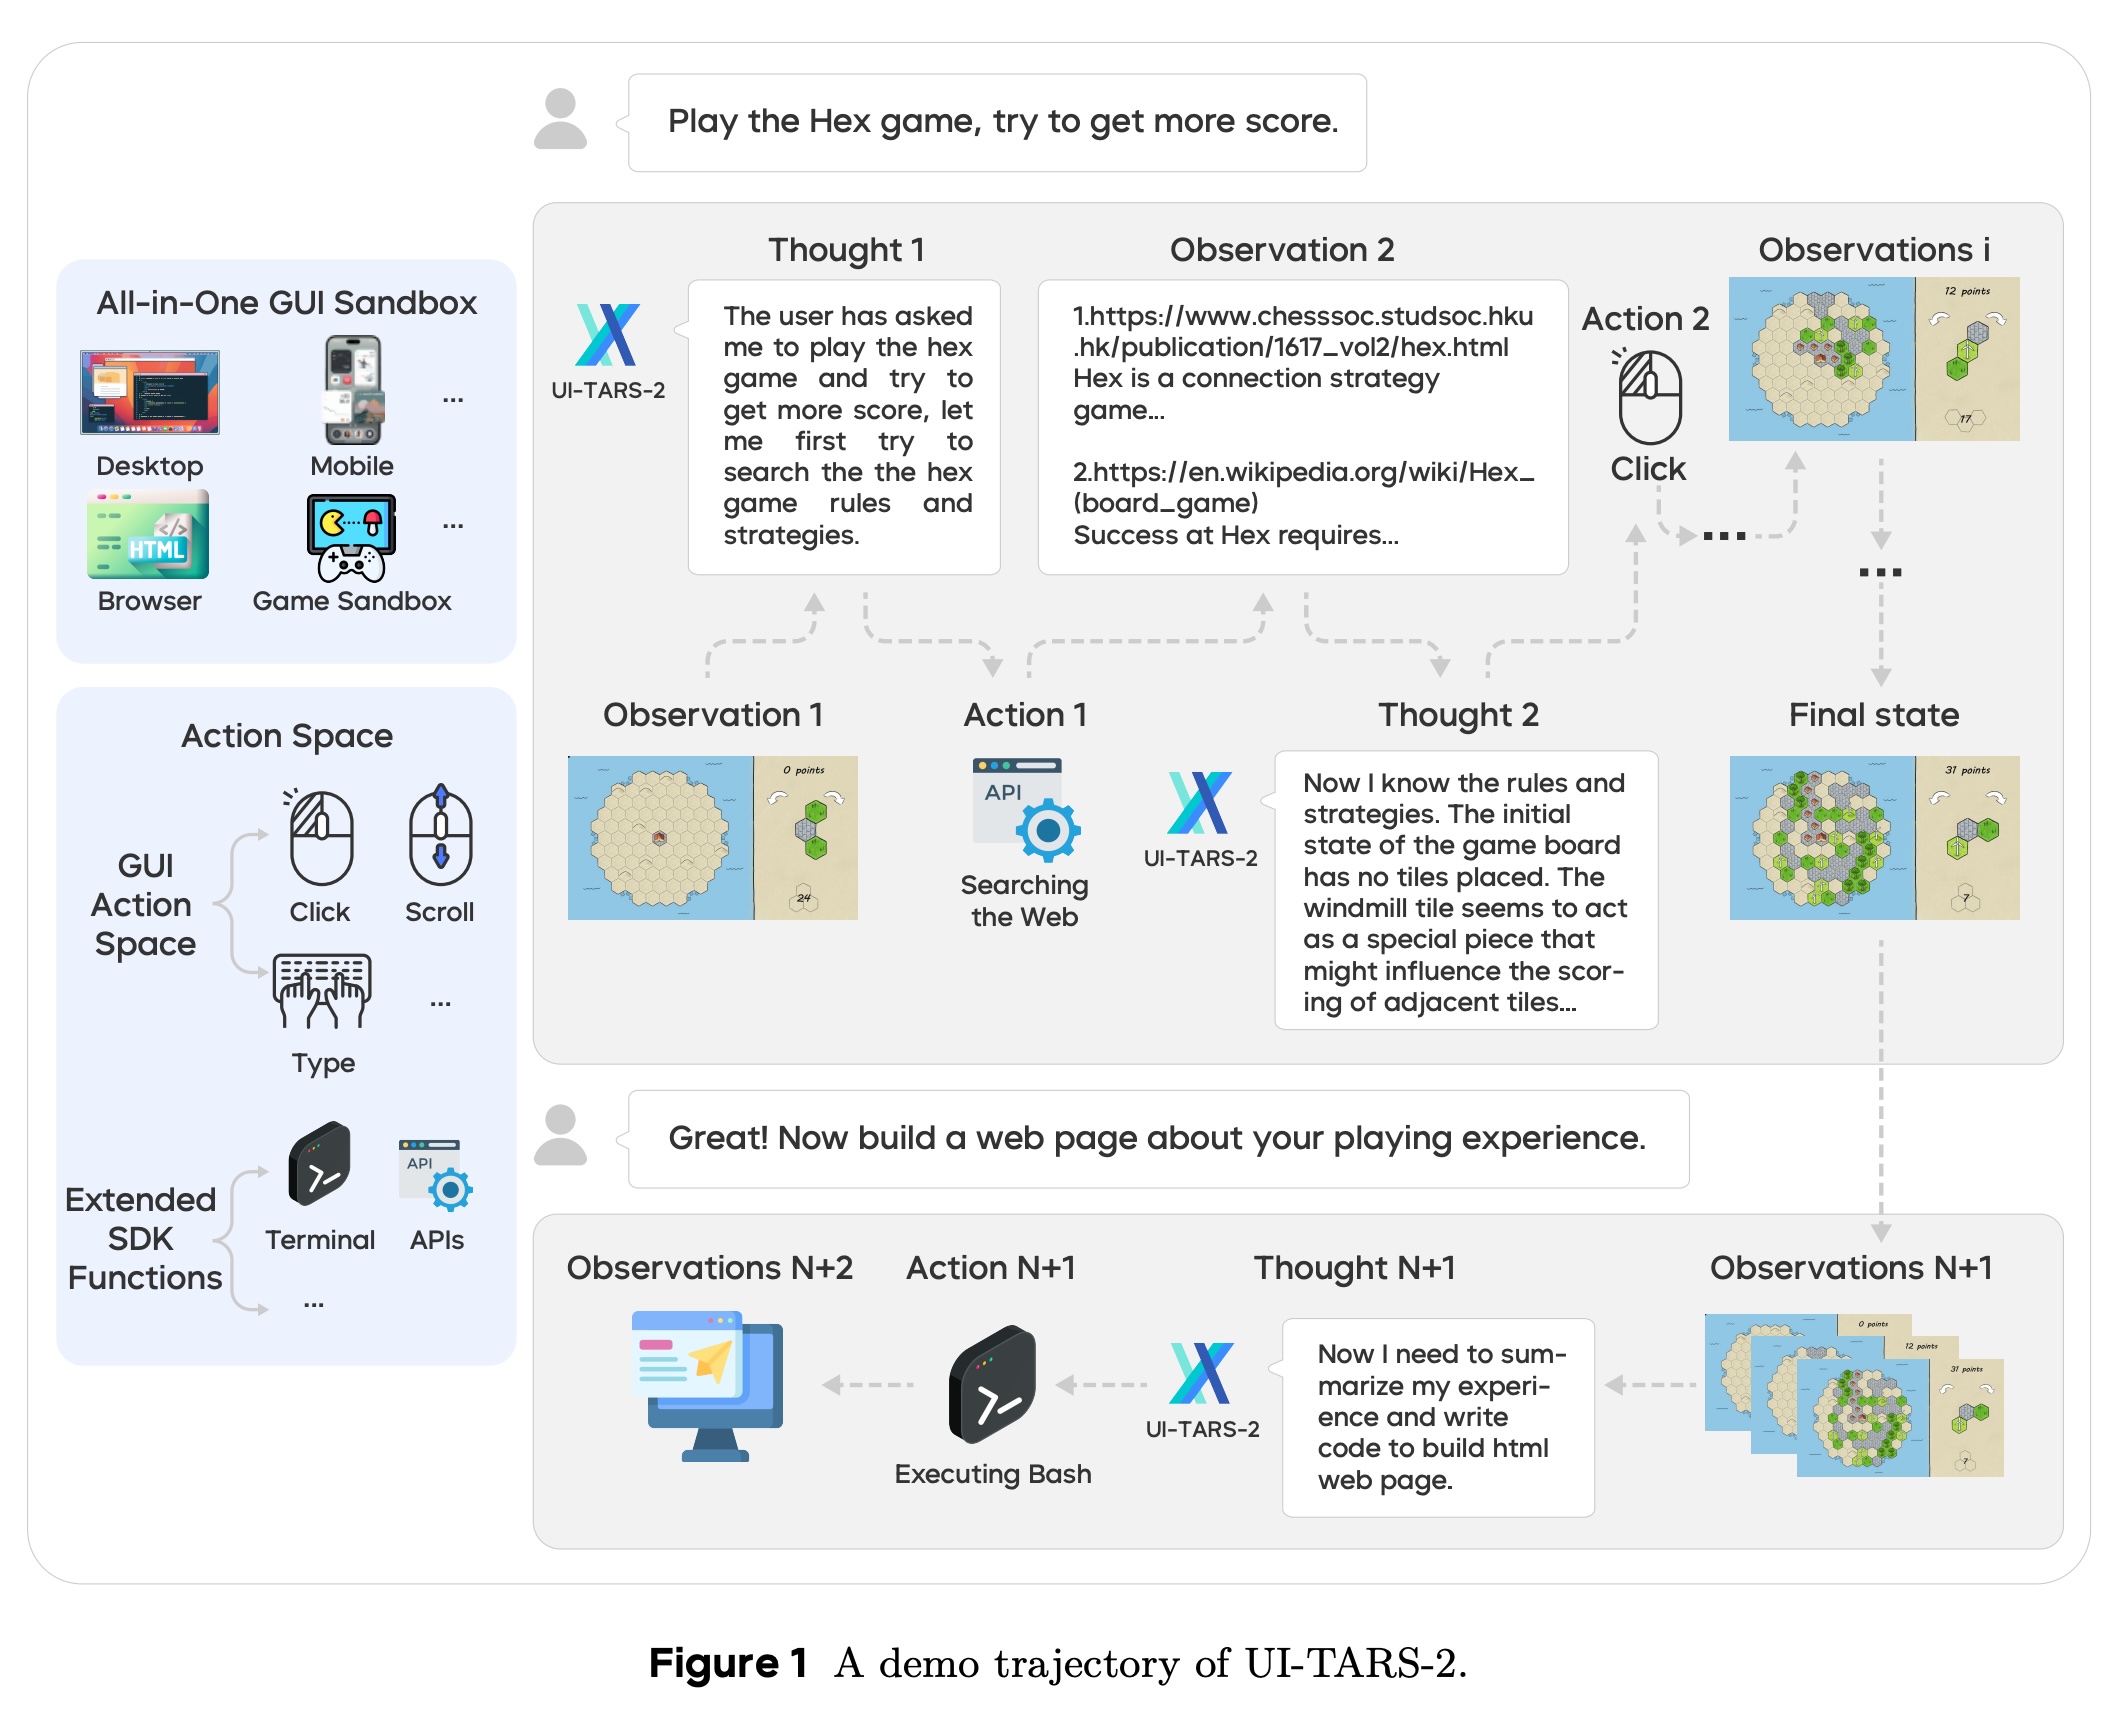 Play the Hex game, try to get more score.
All-in-One GUI Sandbox
Desktop
Mobile
...
Browser
HTML
Game Sandbox
...
Action Space
GUI
Action
Space
Click
Scroll
Type
...
Extended
SDK
Functions
Terminal
API
APIs
...
Thought 1
UI-TARS-2
The user has asked
me to play the hex
game and try to
get more score, let
me first try to
search the the hex
game rules and
strategies.
Observation 2
1.https://www.chesssoc.studsoc.hku
.hk/publication/1617_vol2/hex.html
Hex is a connection strategy
game...
2.https://en.wikipedia.org/wiki/Hex_
(board_game)
Success at Hex requires...
Action 2
Click
...
Observations i
12 points
17
...
Observation 1
0 points
24
Action 1
API
Searching
the Web
Thought 2
UI-TARS-2
Now I know the rules and
strategies. The initial
state of the game board
has no tiles placed. The
windmill tile seems to act
as a special piece that
might influence the scor-
ing of adjacent tiles...
Final state
31 points
7
Great! Now build a web page about your playing experience.
Observations N+2
Action N+1
Executing Bash
Thought N+1
UI-TARS-2
Now I need to sum-
marize my experi-
ence and write
code to build html
web page.
Observations N+1
0 points
12 points
31 points
7
Figure 1 A demo trajectory of UI-TARS-2.